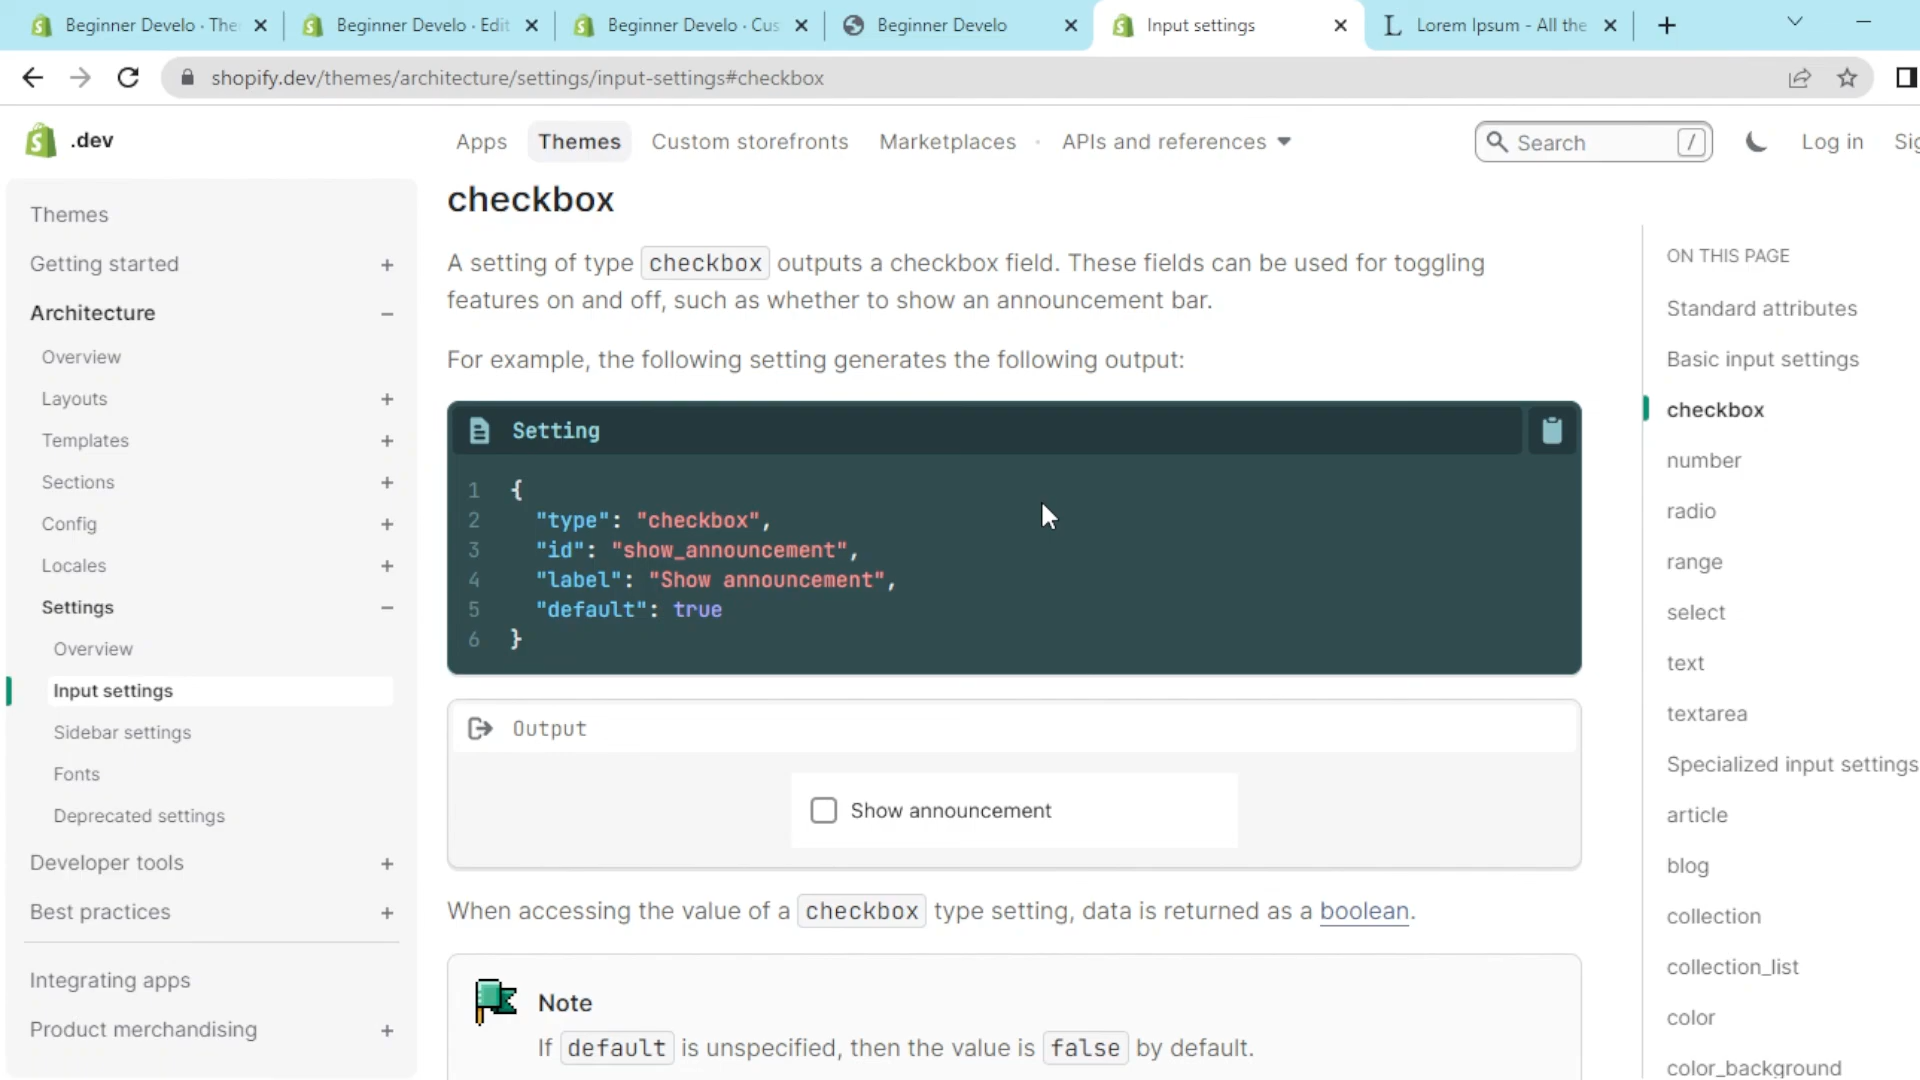 Beginner Develo · The
Beginner Develo · Edit
Beginner Develo · Cus
Beginner Develo
Input settings
Lorem Ipsum - All the
shopify.dev/themes/architecture/settings/input-settings#checkbox
.dev
Apps
Themes
Custom storefronts
Marketplaces
APIs and references
Search
/
Log in
Sig
Themes
Getting started
Architecture
Overview
Layouts
Templates
Sections
Config
Locales
Settings
Overview
Input settings
Sidebar settings
Fonts
Deprecated settings
Developer tools
Best practices
Integrating apps
Product merchandising
checkbox
A setting of type checkbox outputs a checkbox field. These fields can be used for toggling
features on and off, such as whether to show an announcement bar.
For example, the following setting generates the following output:
Setting
1 {
2 "type": "checkbox",
3 "id": "show_announcement",
4 "label": "Show announcement",
5 "default": true
6 }
Output
Show announcement
When accessing the value of a checkbox type setting, data is returned as a boolean.
Note
If default is unspecified, then the value is false by default.
ON THIS PAGE
Standard attributes
Basic input settings
checkbox
number
radio
range
select
text
textarea
Specialized input settings
article
blog
collection
collection_list
color
color_background